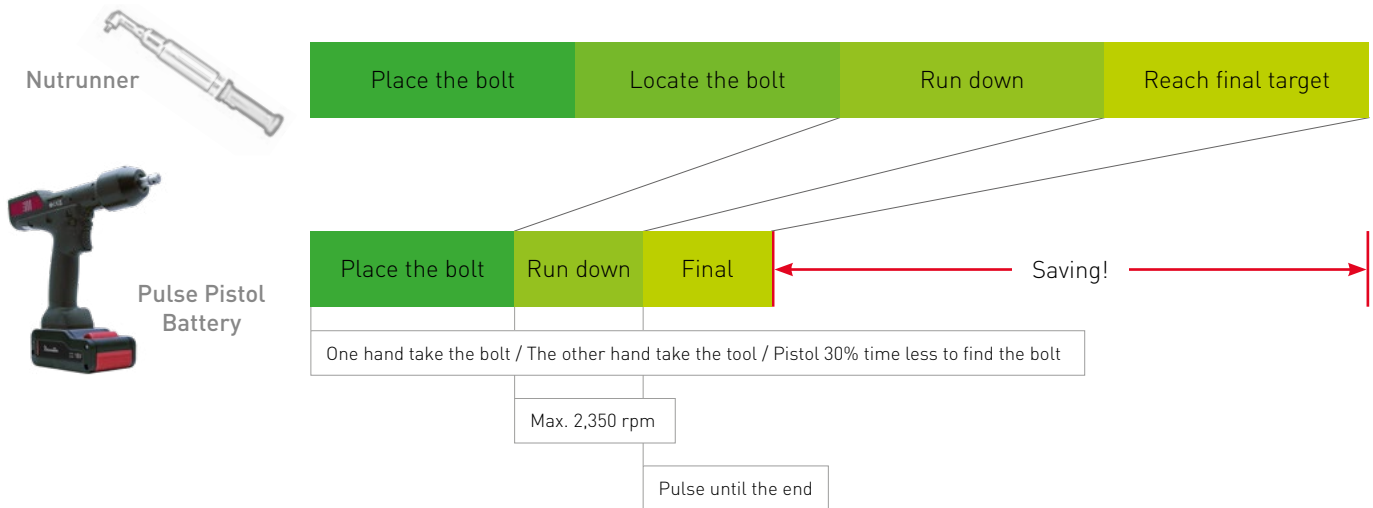 Nutrunner
Place the bolt
Locate the bolt
Run down
Reach final target
Pulse Pistol
Battery
Place the bolt
Run down
Final
Saving!
One hand take the bolt / The other hand take the tool / Pistol 30% time less to find the bolt
Max. 2,350 rpm
Pulse until the end